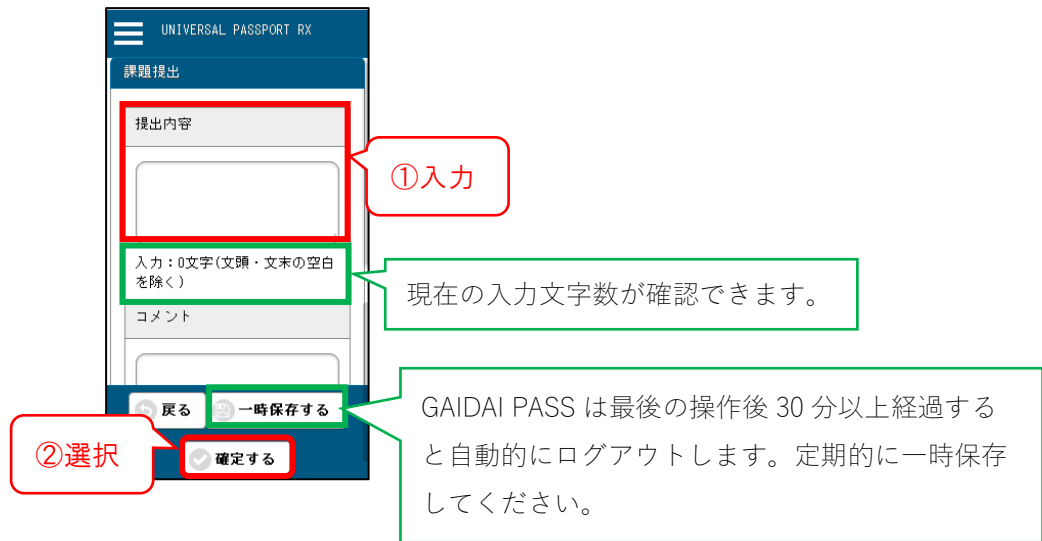 UNIVERSAL PASSPORT RX
課題提出
提出内容
①入力
入力：0文字(文頭・文末の空白
を除く)
現在の入力文字数が確認できます。
コメント
戻る
一時保存する
GAIDAI PASS は最後の操作後 30 分以上経過する
と自動的にログアウトします。定期的に一時保存
してください。
②選択
確定する